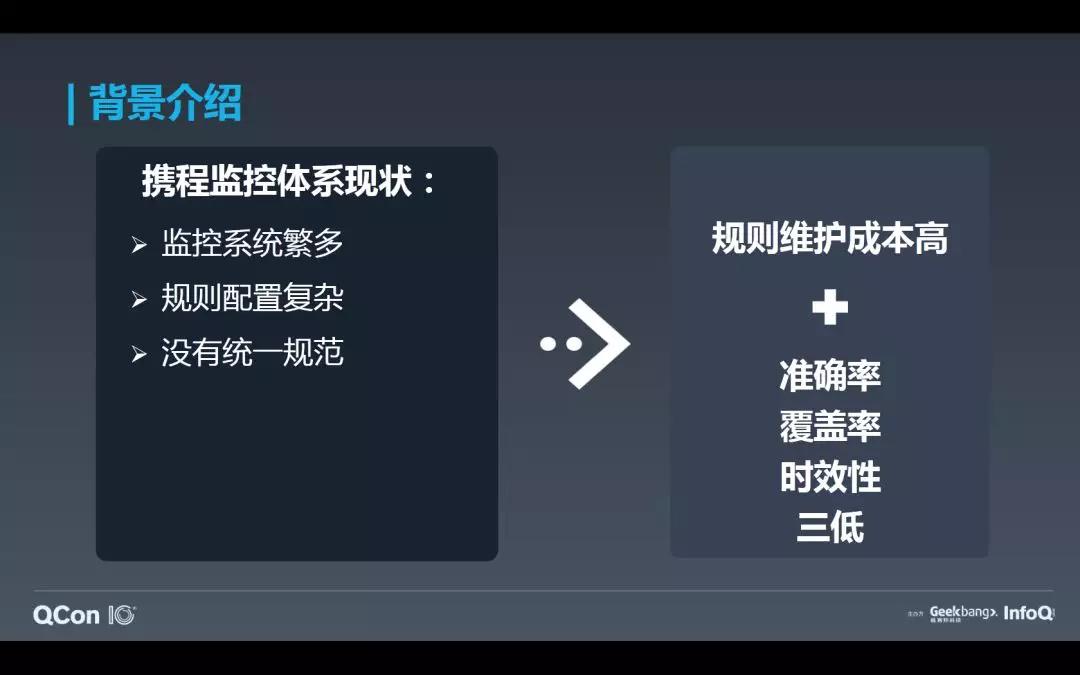 背景介绍
携程监控体系现状：
➢ 监控系统繁多
➢ 规则配置复杂
➢ 没有统一规范
规则维护成本高
+
准确率
覆盖率
时效性
三低
QCon 10
主办方 Geekbang>. InfoQ
极客邦科技